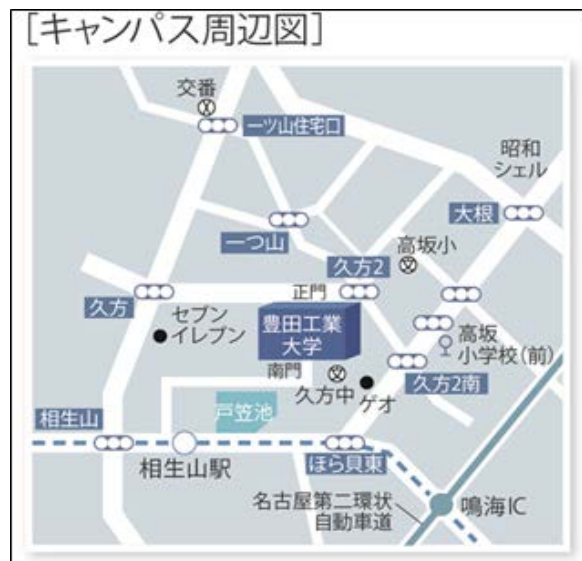 [キャンパス周辺図]
交番
一ツ山住宅口
昭和
シェル
大根
一つ山
高坂小
久方2
正門
久方
セブン
イレブン
豊田工業
大学
高坂
小学校(前)
南門
久方中
ゲオ
久方2南
戸笠池
相生山
相生山駅
ほら貝東
名古屋第二環状
自動車道
鳴海IC